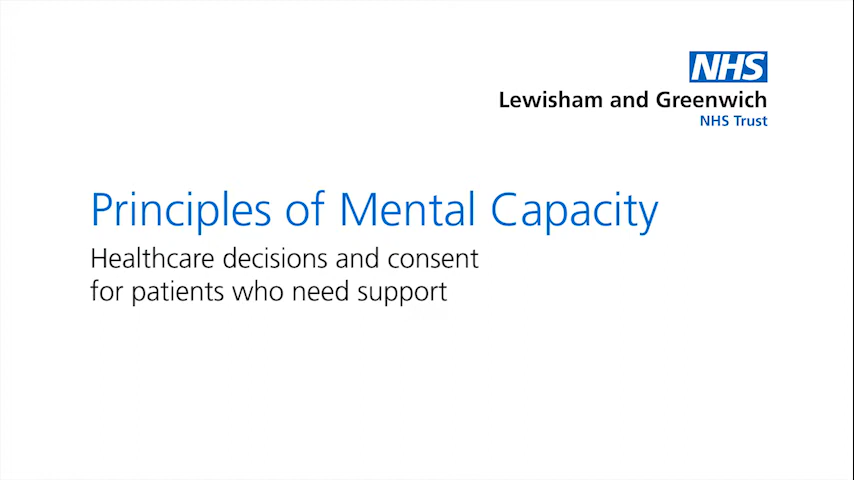 NHS
Lewisham and Greenwich
NHS Trust
Principles of Mental Capacity
Healthcare decisions and consent
for patients who need support